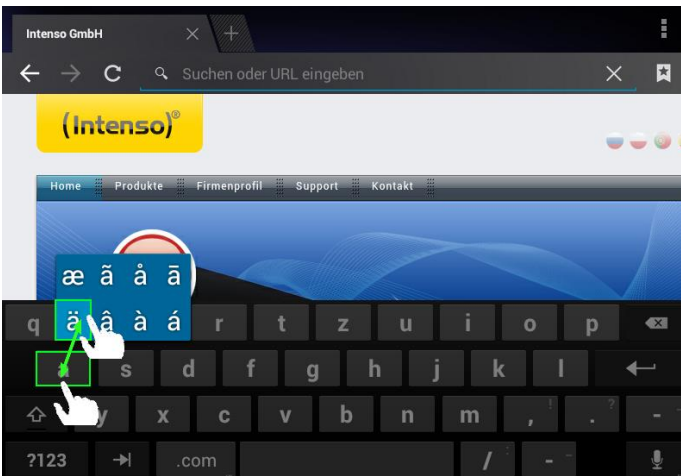 Intenso GmbH
Suchen oder URL eingeben
(Intenso)®
Home Produkte Firmenprofil Support Kontakt
æ ã å ā
ä â à á
q r t z u i o p
a s d f g h j k l
y x c v b n m , ! . ? -
?123 .com / : - _